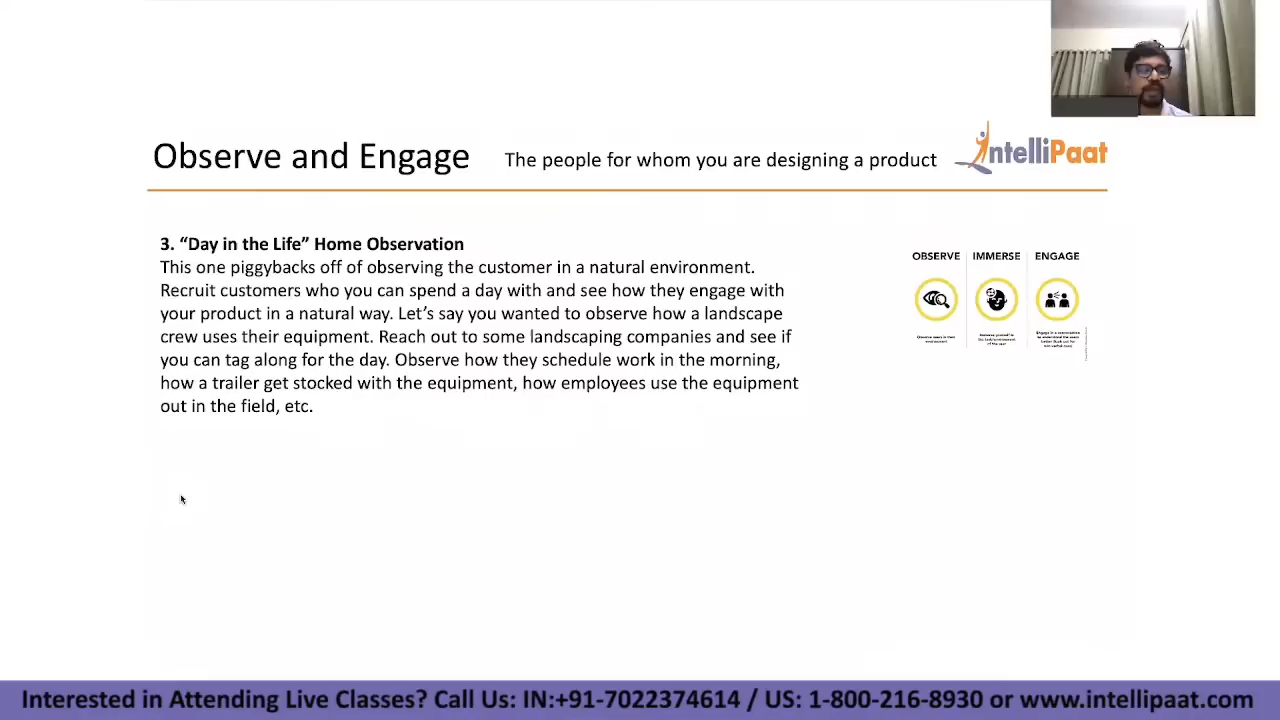 Observe and Engage
The people for whom you are designing a product
IntelliPaat
3. “Day in the Life” Home Observation
This one piggybacks off of observing the customer in a natural environment.
Recruit customers who you can spend a day with and see how they engage with
your product in a natural way. Let’s say you wanted to observe how a landscape
crew uses their equipment. Reach out to some landscaping companies and see if
you can tag along for the day. Observe how they schedule work in the morning,
how a trailer get stocked with the equipment, how employees use the equipment
out in the field, etc.
OBSERVE
IMMERSE
ENGAGE
Interested in Attending Live Classes? Call Us: IN:+91-7022374614 / US: 1-800-216-8930 or www.intellipaat.com